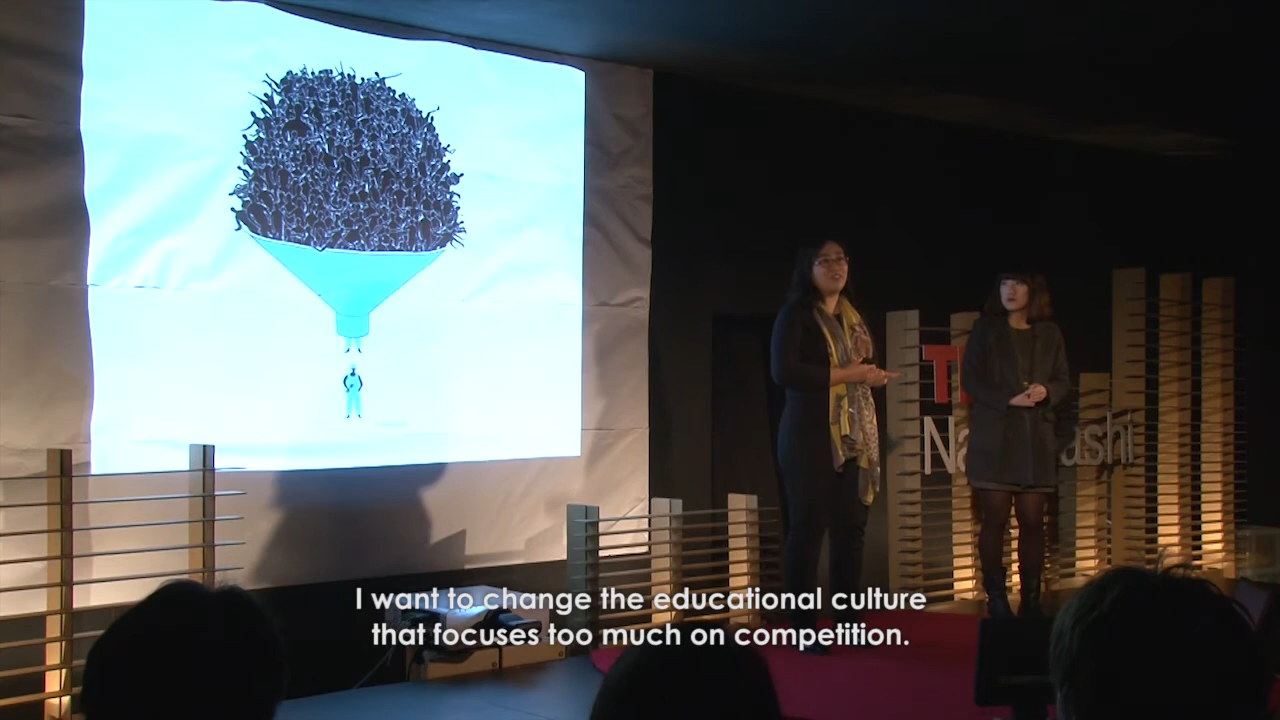 I want to change the educational culture
that focuses too much on competition.